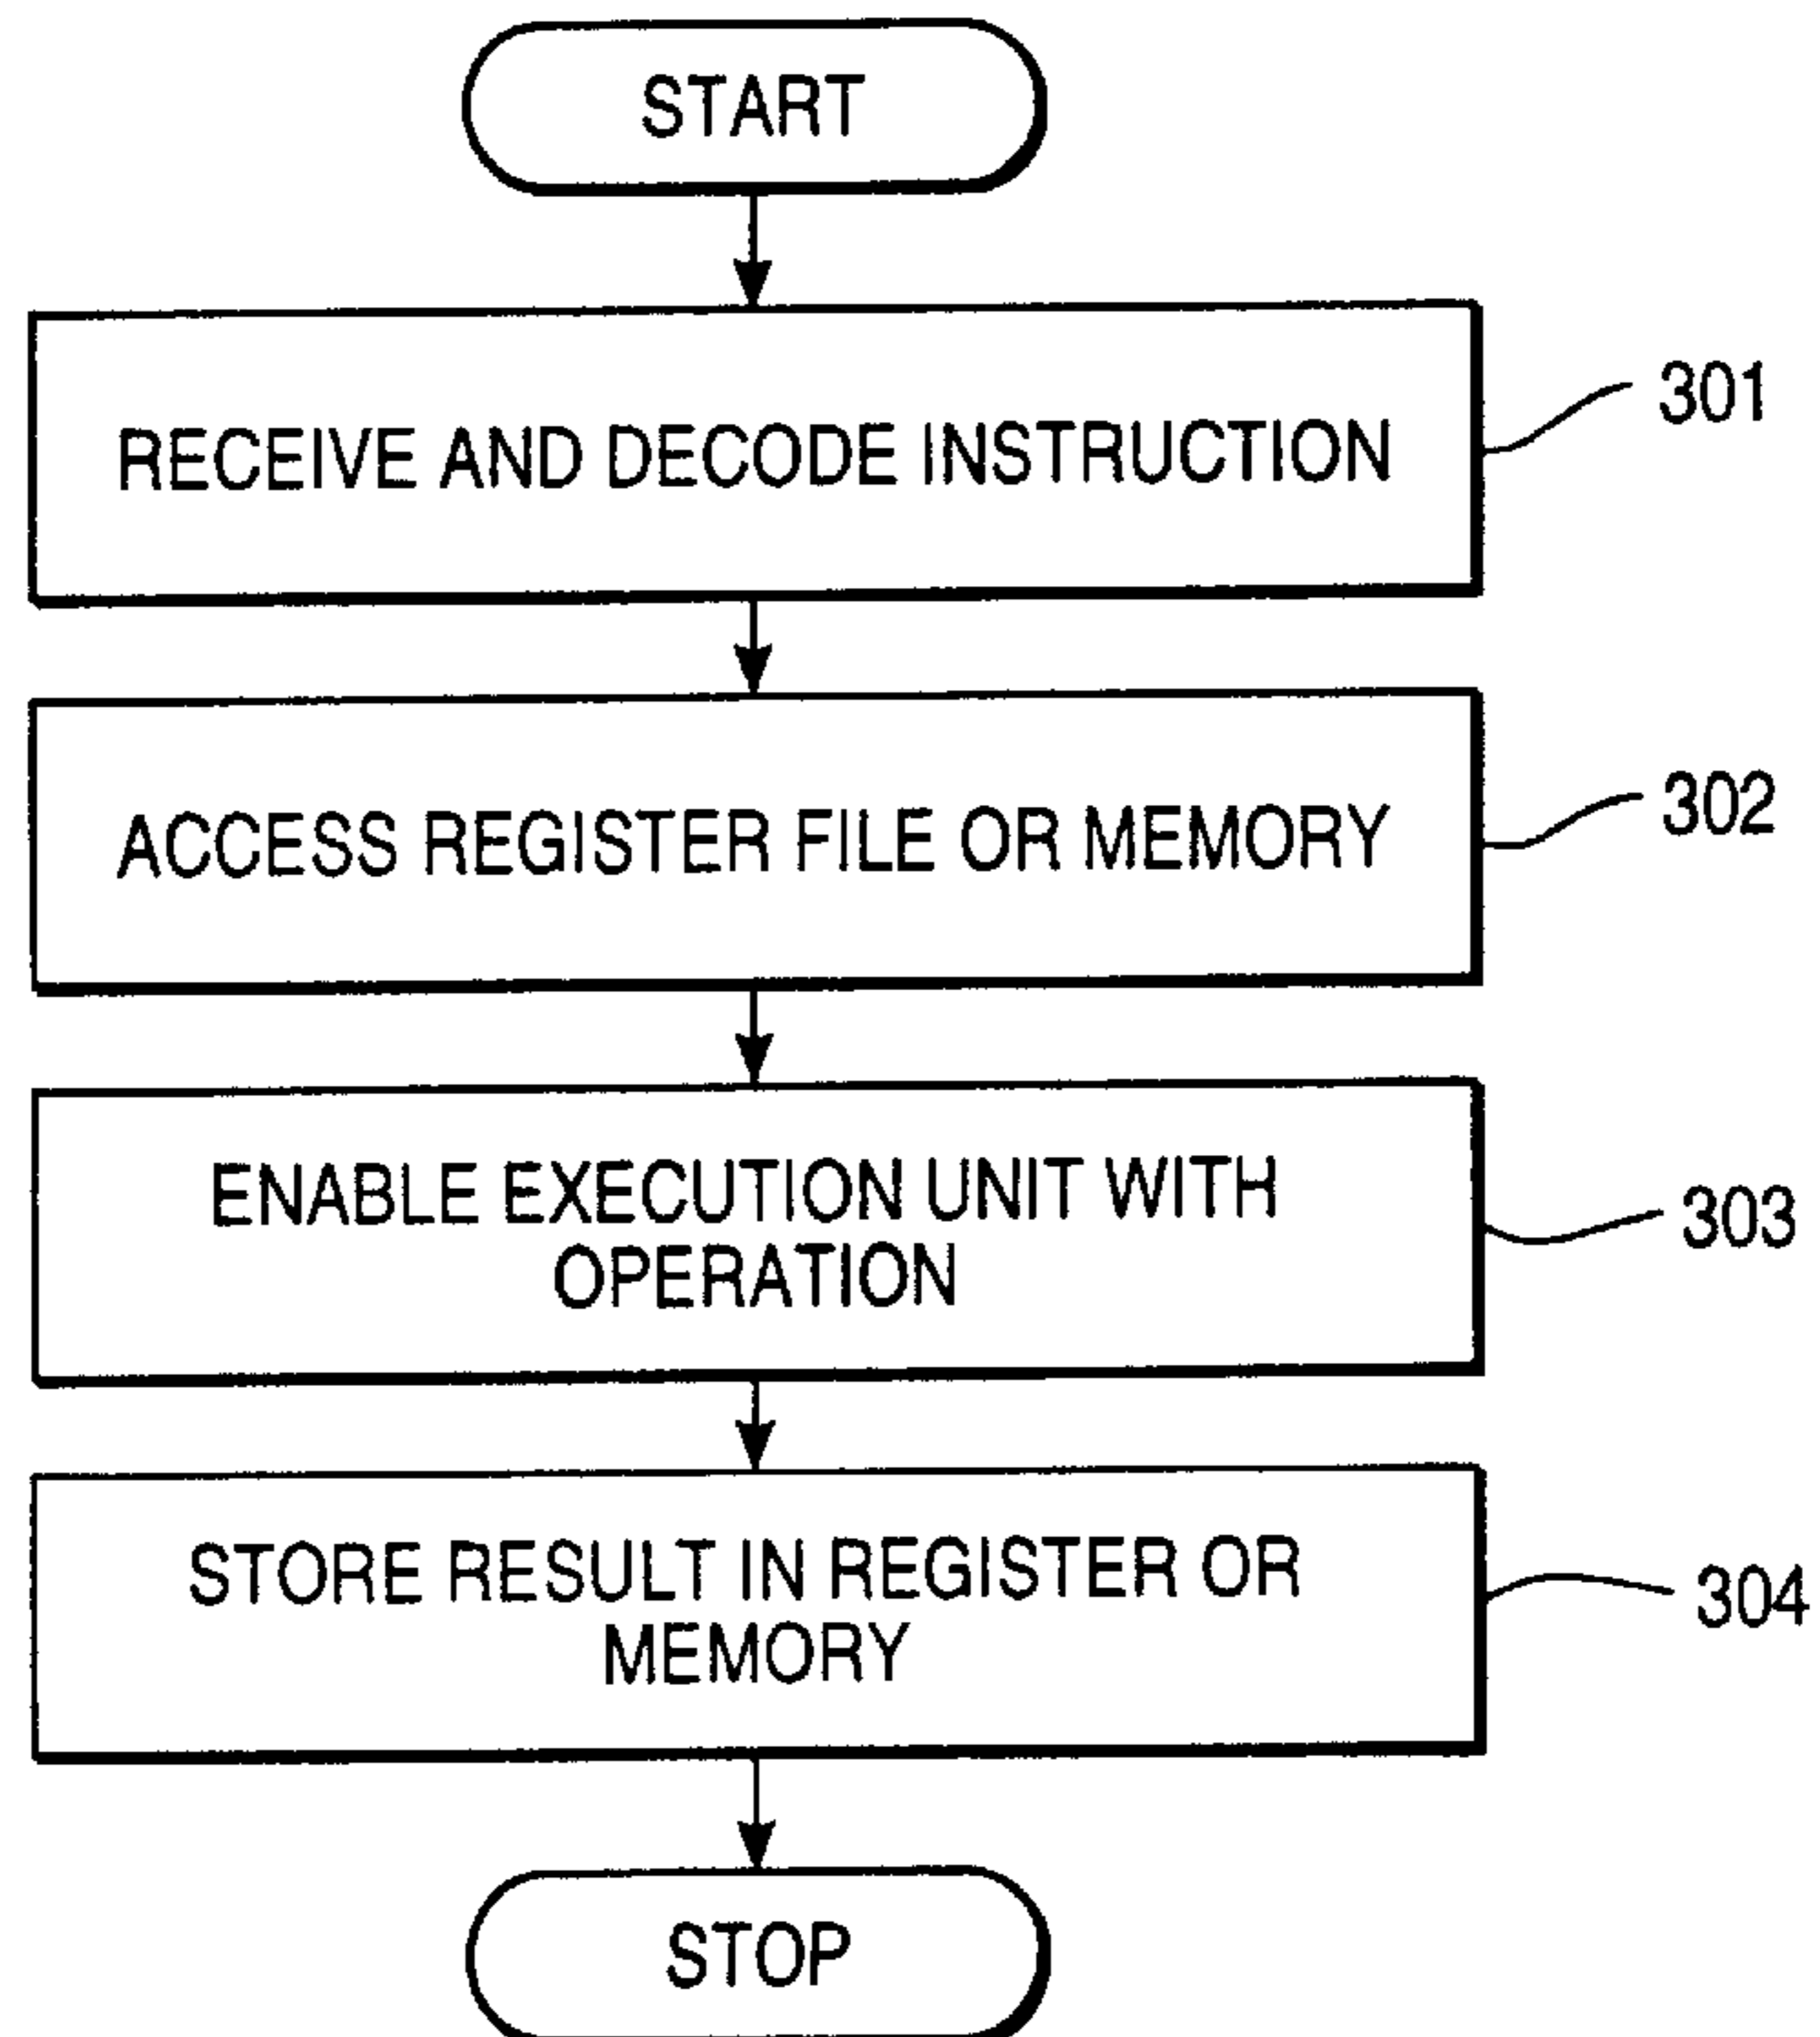 START
RECEIVE AND DECODE INSTRUCTION
301
ACCESS REGISTER FILE OR MEMORY
302
ENABLE EXECUTION UNIT WITH
OPERATION
303
STORE RESULT IN REGISTER OR
MEMORY
304
STOP